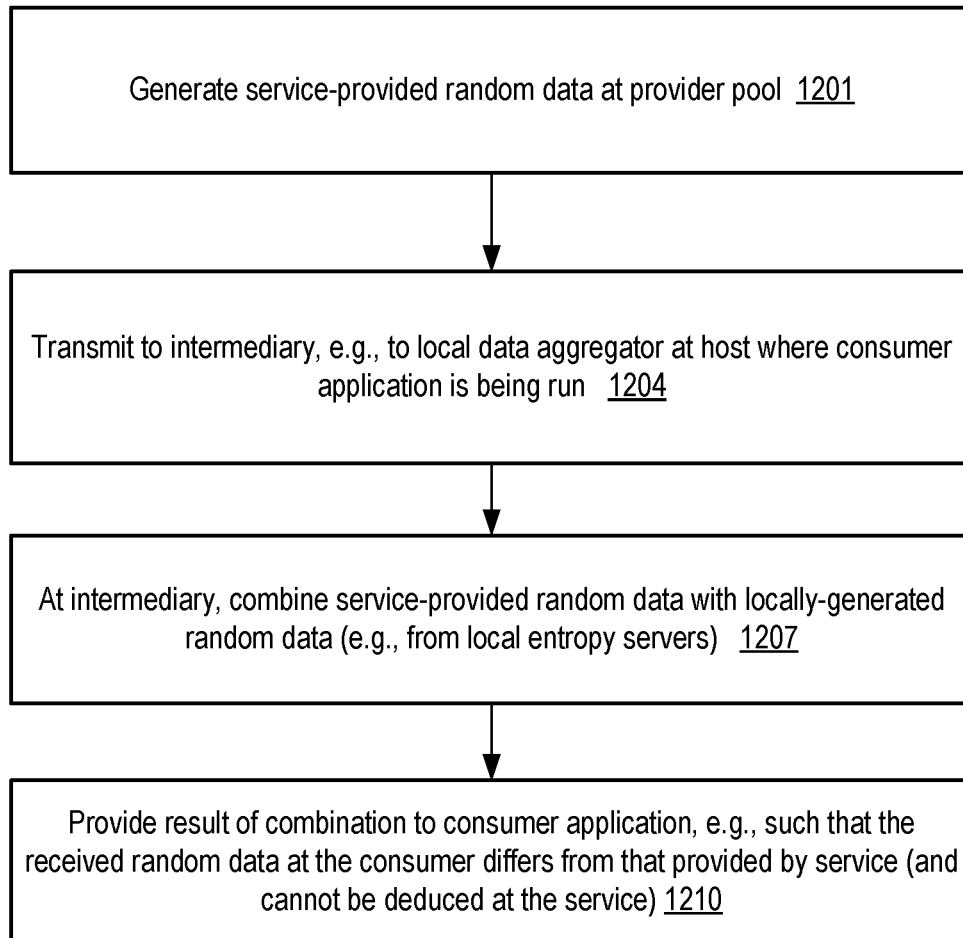 Generate service-provided random data at provider pool 1201
Transmit to intermediary, e.g., to local data aggregator at host where consumer
application is being run 1204
At intermediary, combine service-provided random data with locally-generated
random data (e.g., from local entropy servers) 1207
Provide result of combination to consumer application, e.g., such that the
received random data at the consumer differs from that provided by service (and
cannot be deduced at the service) 1210